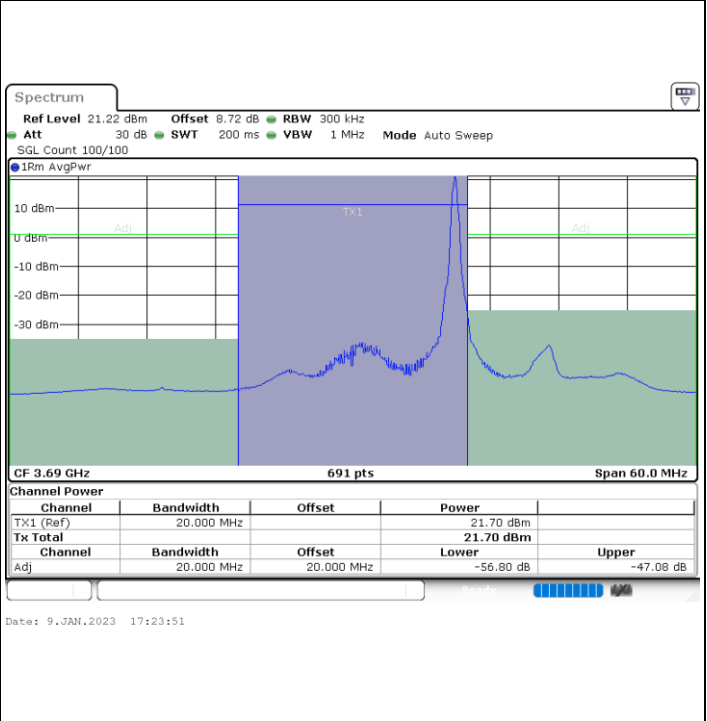 Spectrum
Ref Level 21.22 dBm Offset 8.72 dB RBW 300 kHz
Att 30 dB SWT 200 ms VBW 1 MHz Mode Auto Sweep
SGL Count 100/100
1Rm AvgPwr
10 dBm
TX1
Adj
Adj
0 dBm
-10 dBm
-20 dBm
-30 dBm
CF 3.69 GHz 691 pts Span 60.0 MHz
Channel Power
Channel Bandwidth Offset Power
TX1 (Ref) 20.000 MHz 21.70 dBm
Tx Total 21.70 dBm
Channel Bandwidth Offset Lower Upper
Adj 20.000 MHz 20.000 MHz -56.80 dB -47.08 dB
Ready
Date: 9.JAN.2023 17:23:51